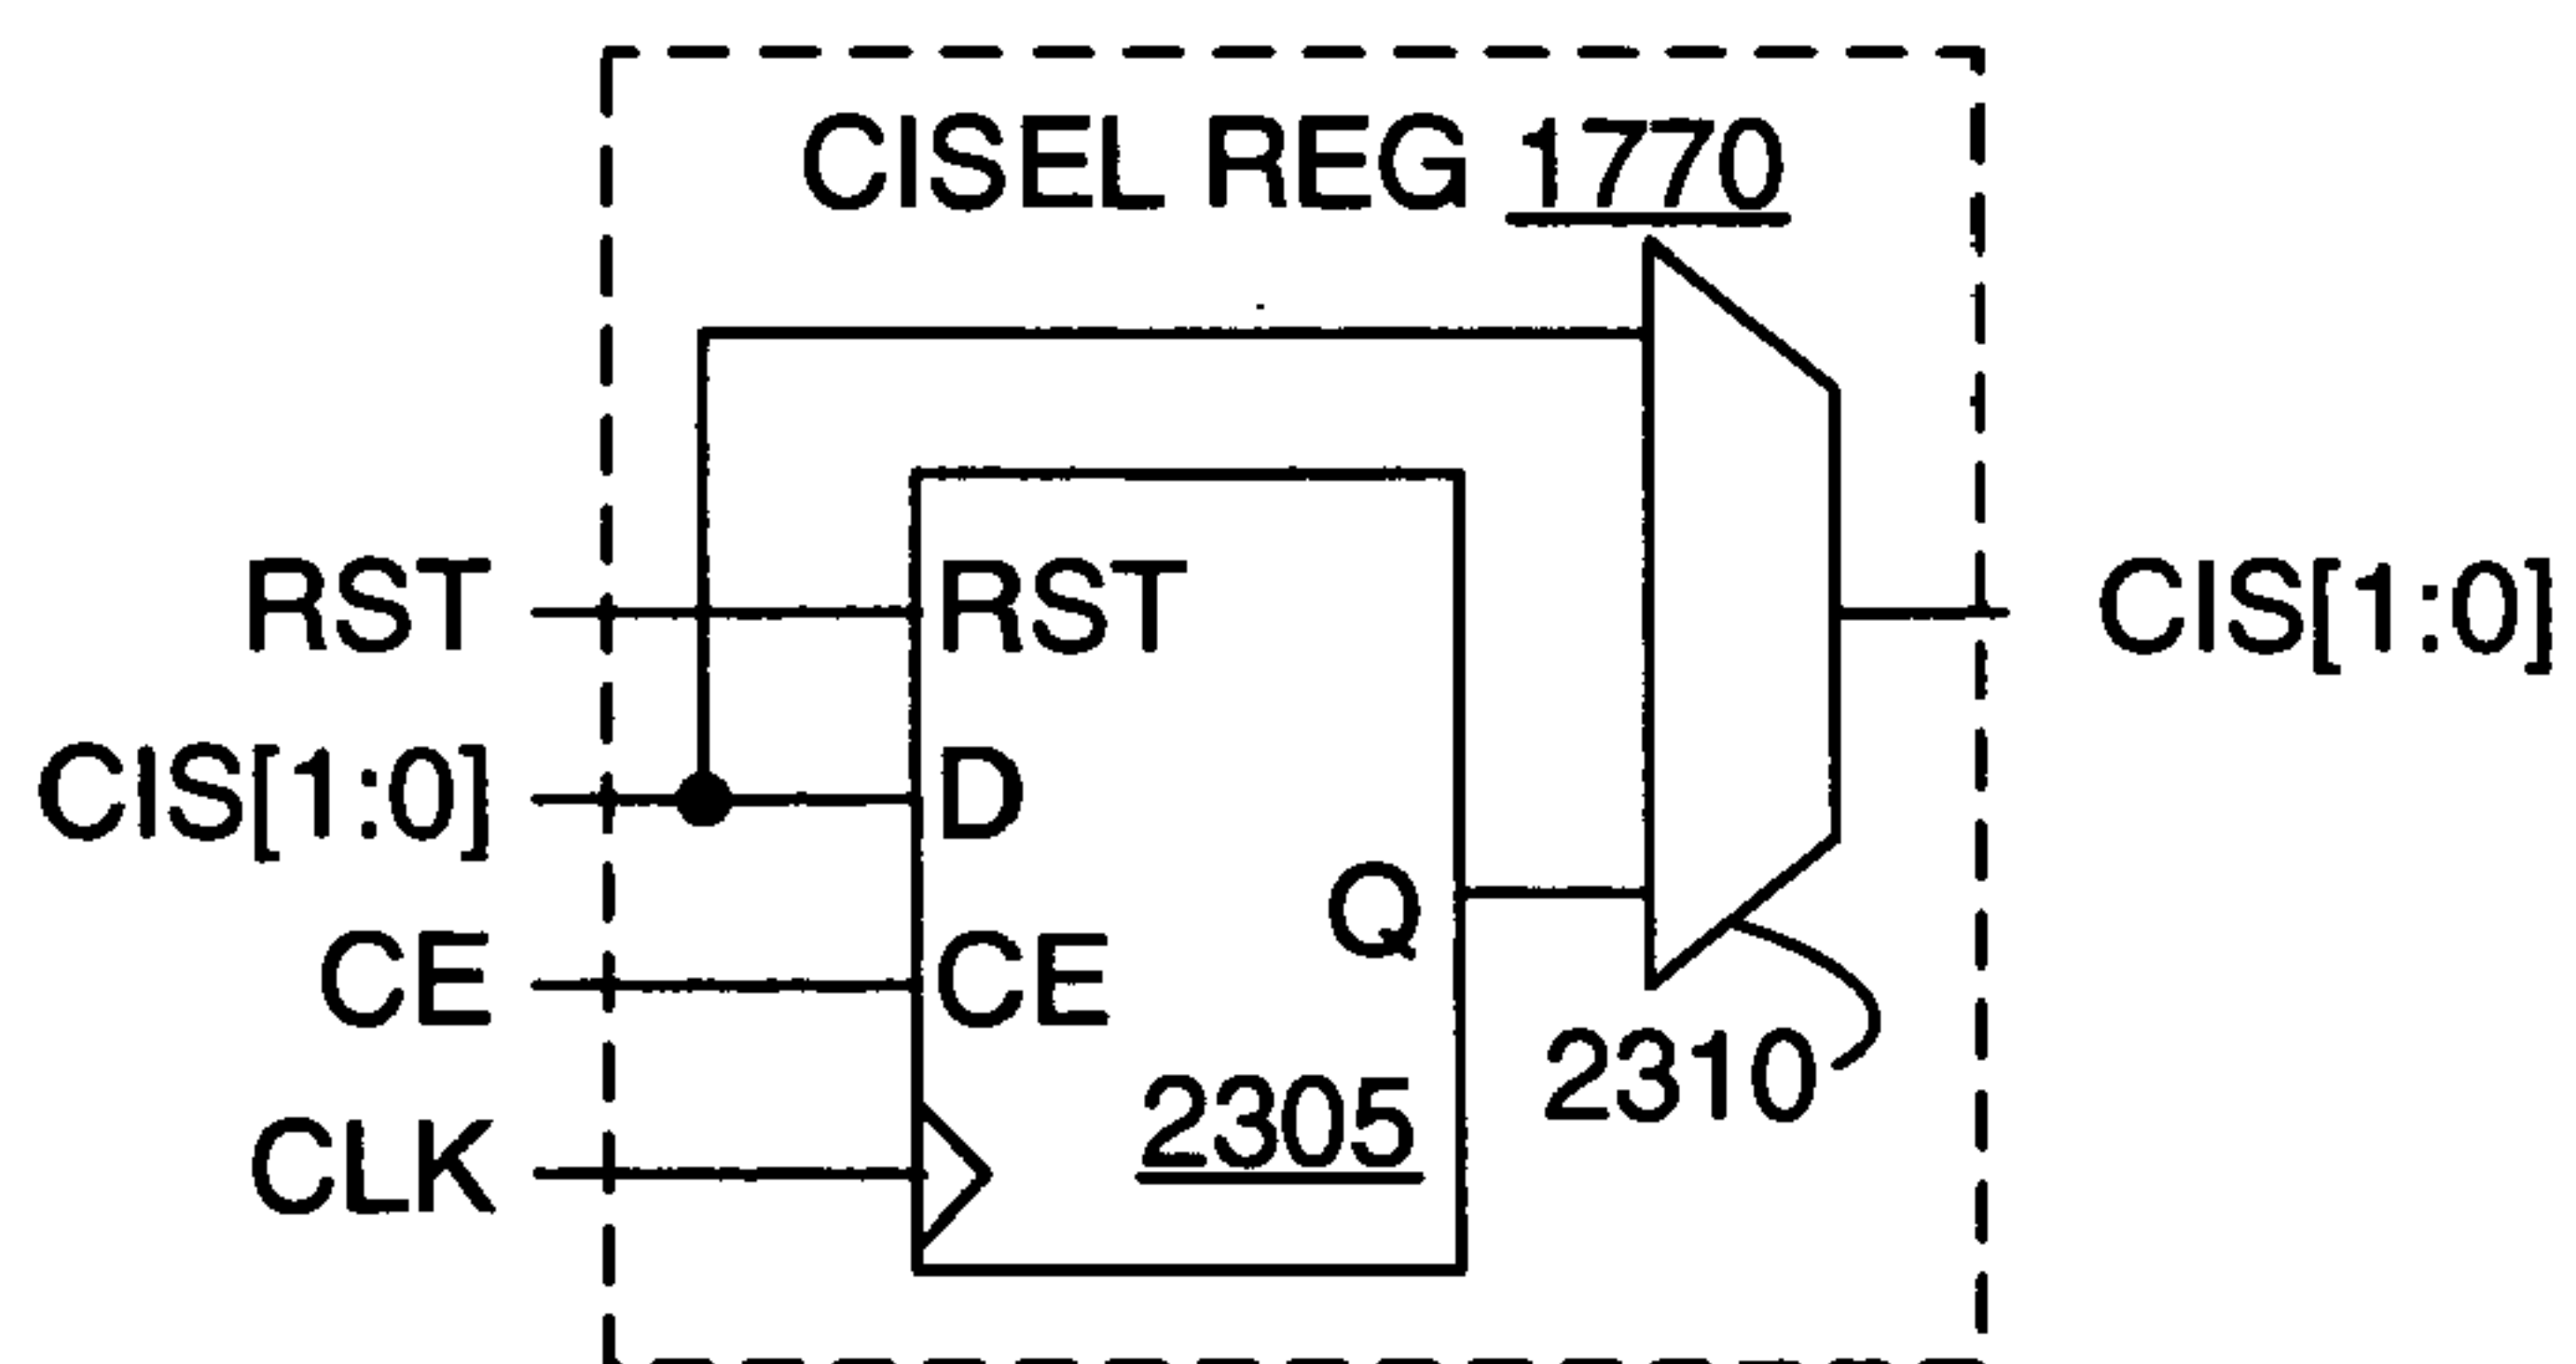 CISEL REG 1770
RST
RST
CIS[1:0]
CIS[1:0]
D
Q
CE
CE
2310
2305
CLK